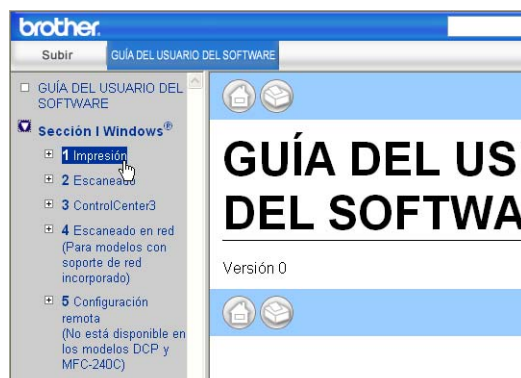 brother.
Subir
GUÍA DEL USUARIO DEL SOFTWARE
GUÍA DEL USUARIO DEL
SOFTWARE
Sección I Windows®
1 Impresión
2 Escaneado
3 ControlCenter3
4 Escaneado en red
(Para modelos con
soporte de red
incorporado)
5 Configuración
remota
(No está disponible en
los modelos DCP y
MFC-240C)
GUÍA DEL US
DEL SOFTWA
Versión 0